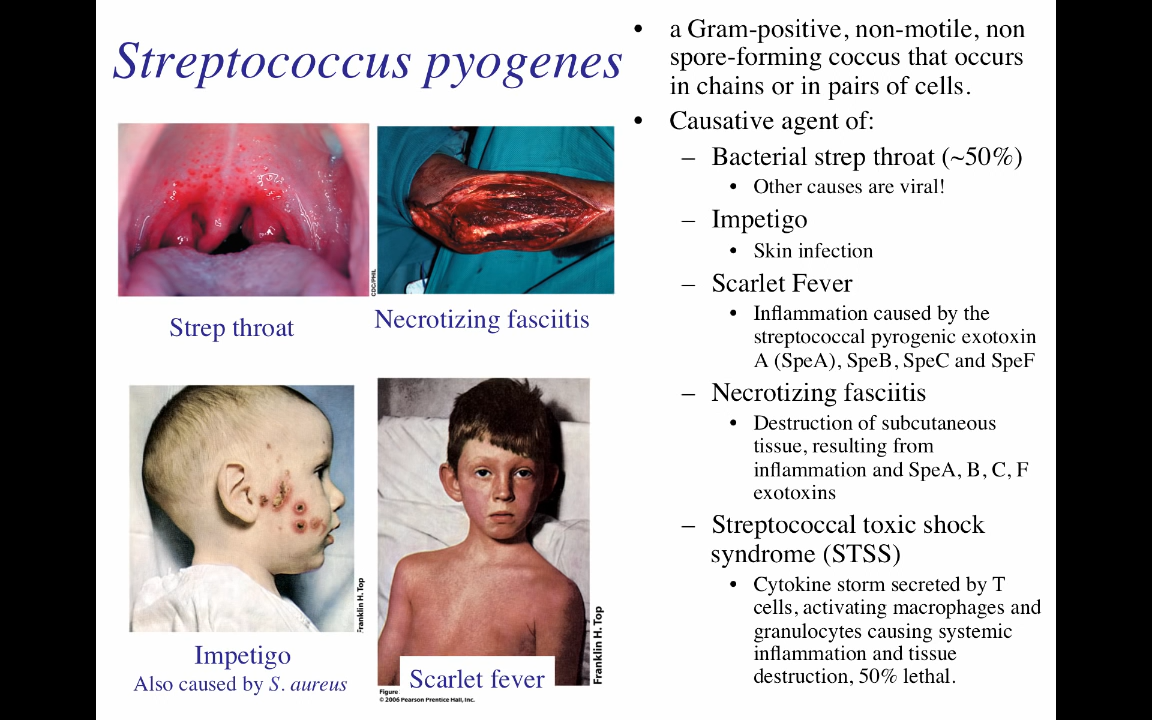 Streptococcus pyogenes
CDC/PHIL
Strep throat
Necrotizing fasciitis
Franklin H. Top
Impetigo
Also caused by S. aureus
Franklin H. Top
Scarlet fever
Figure
© 2006 Pearson Prentice Hall, Inc.
• a Gram-positive, non-motile, non
spore-forming coccus that occurs
in chains or in pairs of cells.
• Causative agent of:
– Bacterial strep throat (~50%)
• Other causes are viral!
– Impetigo
• Skin infection
– Scarlet Fever
• Inflammation caused by the
streptococcal pyrogenic exotoxin
A (SpeA), SpeB, SpeC and SpeF
– Necrotizing fasciitis
• Destruction of subcutaneous
tissue, resulting from
inflammation and SpeA, B, C, F
exotoxins
– Streptococcal toxic shock
syndrome (STSS)
• Cytokine storm secreted by T
cells, activating macrophages and
granulocytes causing systemic
inflammation and tissue
destruction, 50% lethal.